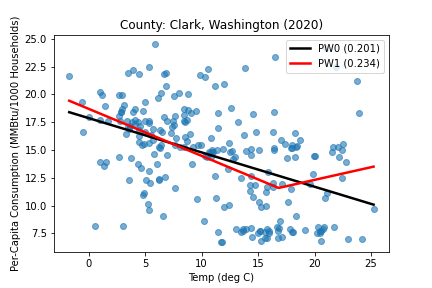 County: Clark, Washington (2020)
PW0 (0.201)
PW1 (0.234)
Per-Capita Consumption (MMBtu/1000 Households)
25.0
22.5
20.0
17.5
15.0
12.5
10.0
7.5
0 5 10 15 20 25
Temp (deg C)